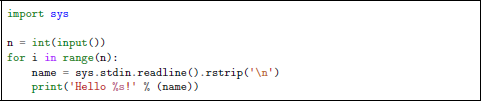 import sys

n = int(input())
for i in range(n):
    name = sys.stdin.readline().rstrip('\n')
    print('Hello %s!' % (name))